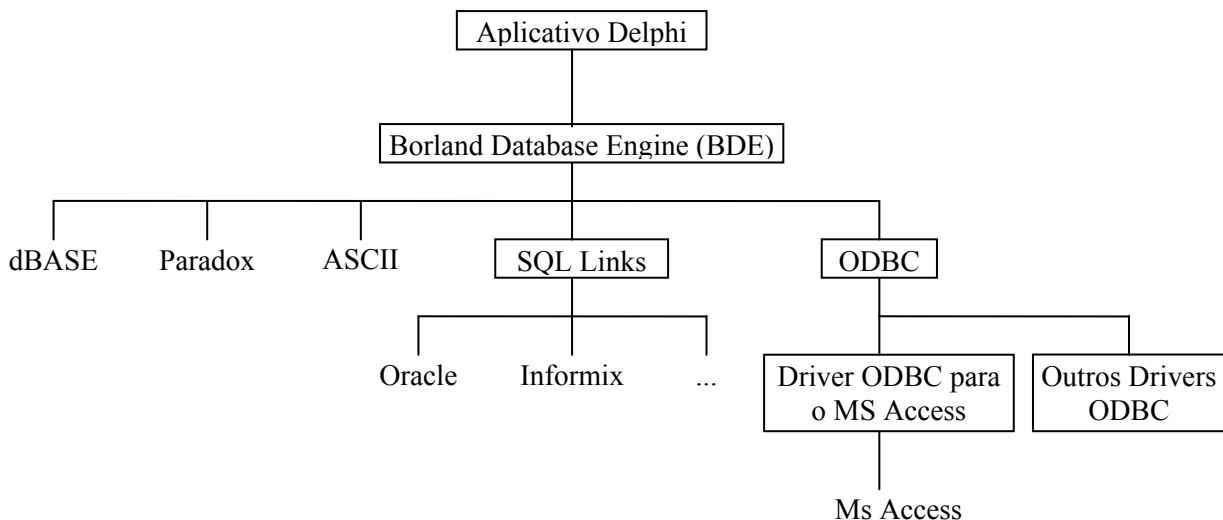 Aplicativo Delphi
Borland Database Engine (BDE)
dBASE
Paradox
ASCII
SQL Links
ODBC
Oracle
Informix
...
Driver ODBC para
o MS Access
Outros Drivers
ODBC
Ms Access